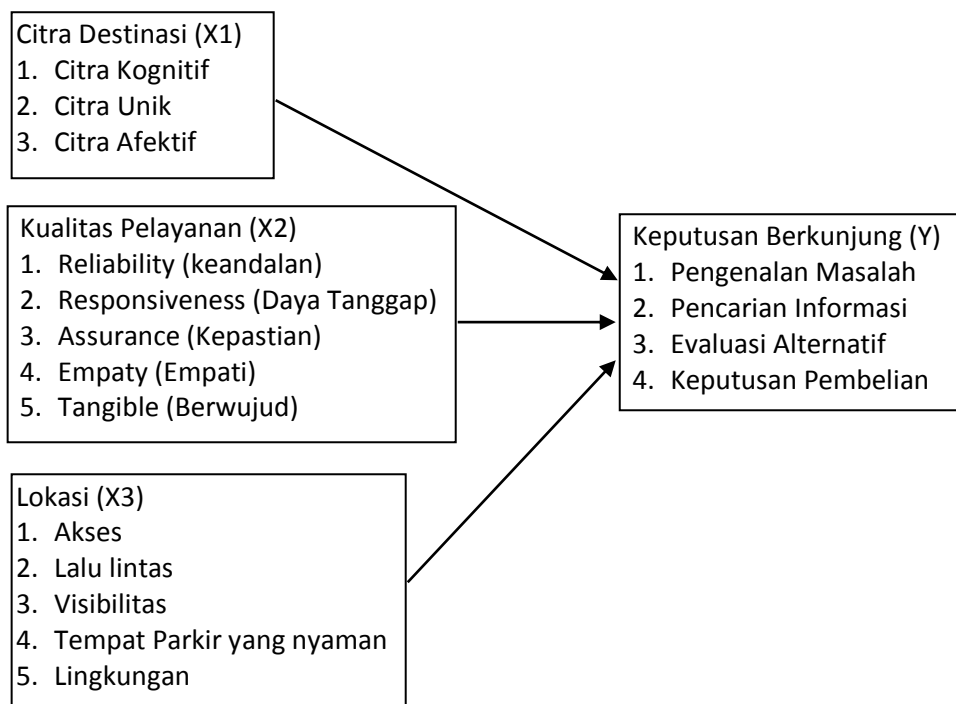 Citra Destinasi (X1)
1. Citra Kognitif
2. Citra Unik
3. Citra Afektif
Kualitas Pelayanan (X2)
1. Reliability (keandalan)
2. Responsiveness (Daya Tanggap)
3. Assurance (Kepastian)
4. Empaty (Empati)
5. Tangible (Berwujud)
Lokasi (X3)
1. Akses
2. Lalu lintas
3. Visibilitas
4. Tempat Parkir yang nyaman
5. Lingkungan
Keputusan Berkunjung (Y)
1. Pengenalan Masalah
2. Pencarian Informasi
3. Evaluasi Alternatif
4. Keputusan Pembelian